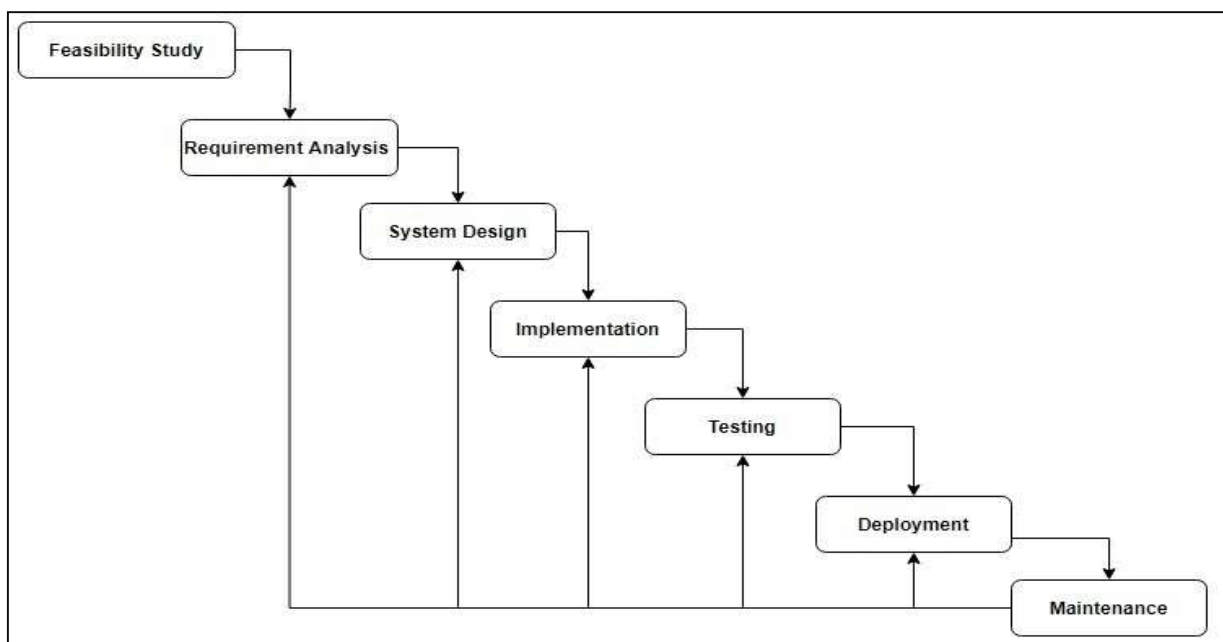 Feasibility Study
Requirement Analysis
System Design
Implementation
Testing
Deployment
Maintenance